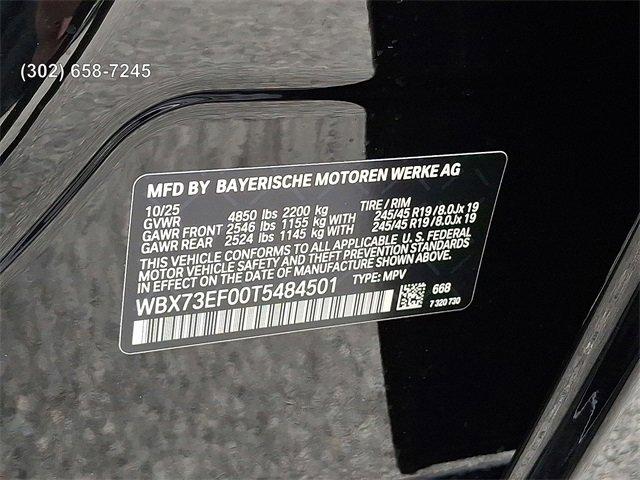 (302) 658-7245
MFD BY BAYERISCHE MOTOREN WERKE AG
10/25 TIRE / RIM
GVWR 4850 lbs 2200 kg
GAWR FRONT 2546 lbs 1155 kg WITH 245/45 R19/8.0Jx19
GAWR REAR 2524 lbs 1145 kg WITH 245/45 R19/8.0Jx19
THIS VEHICLE CONFORMS TO ALL APPLICABLE U.S. FEDERAL
MOTOR VEHICLE SAFETY AND THEFT PREVENTION STANDARDS
IN EFFECT ON THE DATE OF MANUFACTURE SHOWN ABOVE.
WBX73EF00T5484501 TYPE: MPV
668
7 320 730